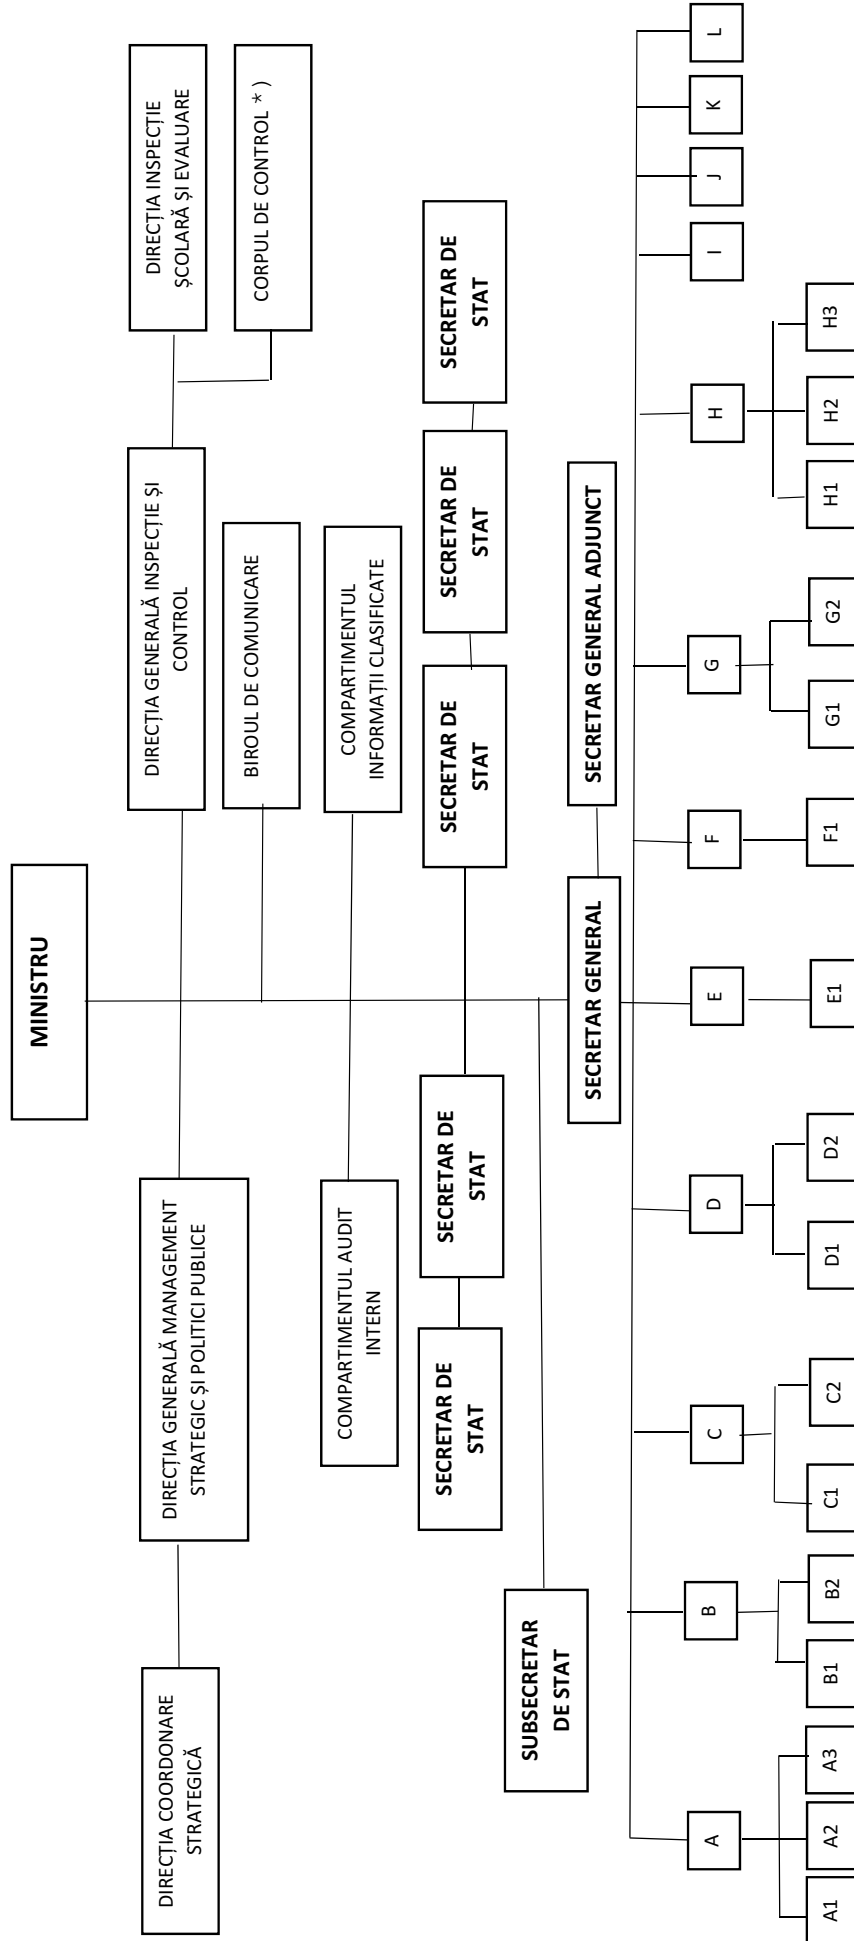 MINISTRU
DIRECȚIA COORDONARE
STRATEGICĂ
DIRECȚIA GENERALĂ MANAGEMENT
STRATEGIC ȘI POLITICI PUBLICE
DIRECȚIA GENERALĂ INSPECȚIE ȘI
CONTROL
DIRECȚIA INSPECȚIE
ȘCOLARĂ ȘI EVALUARE
CORPUL DE CONTROL * )
BIROUL DE COMUNICARE
COMPARTIMENTUL AUDIT
INTERN
COMPARTIMENTUL
INFORMAȚII CLASIFICATE
SECRETAR DE
STAT
SECRETAR DE
STAT
SECRETAR DE
STAT
SECRETAR DE
STAT
SECRETAR DE
STAT
SUBSECRETAR
DE STAT
SECRETAR GENERAL
SECRETAR GENERAL ADJUNCT
A
B
C
D
E
F
G
H
I
J
K
L
A1
A2
A3
B1
B2
C1
C2
D1
D2
E1
F1
G1
G2
H1
H2
H3